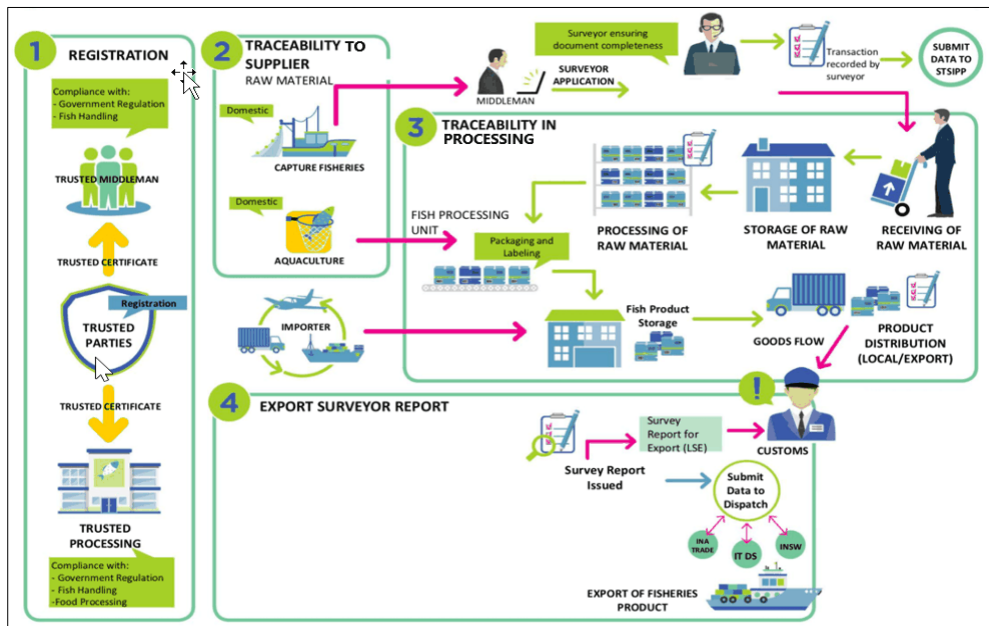 1
REGISTRATION
Compliance with:
- Government Regulation
- Fish Handling
TRUSTED MIDDLEMAN
TRUSTED CERTIFICATE
Registration
TRUSTED
PARTIES
TRUSTED CERTIFICATE
TRUSTED
PROCESSING
Compliance with:
- Government Regulation
- Fish Handling
-Food Processing
2
TRACEABILITY TO
SUPPLIER
RAW MATERIAL
Domestic
CAPTURE FISHERIES
Domestic
AQUACULTURE
IMPORTER
MIDDLEMAN
SURVEYOR
APPLICATION
Surveyor ensuring
document completeness
Transaction
recorded by
surveyor
SUBMIT
DATA TO
STSIPP
3
TRACEABILITY IN
PROCESSING
RECEIVING OF
RAW MATERIAL
STORAGE OF RAW
MATERIAL
PROCESSING OF
RAW MATERIAL
FISH PROCESSING
UNIT
Packaging and
Labeling
Fish Product
Storage
GOODS FLOW
PRODUCT
DISTRIBUTION
(LOCAL/EXPORT)
4
EXPORT SURVEYOR REPORT
Survey Report
Issued
Survey
Report for
Export (LSE)
!
CUSTOMS
Submit
Data to
Dispatch
INA
TRADE
IT DS
INSW
EXPORT OF FISHERIES
PRODUCT